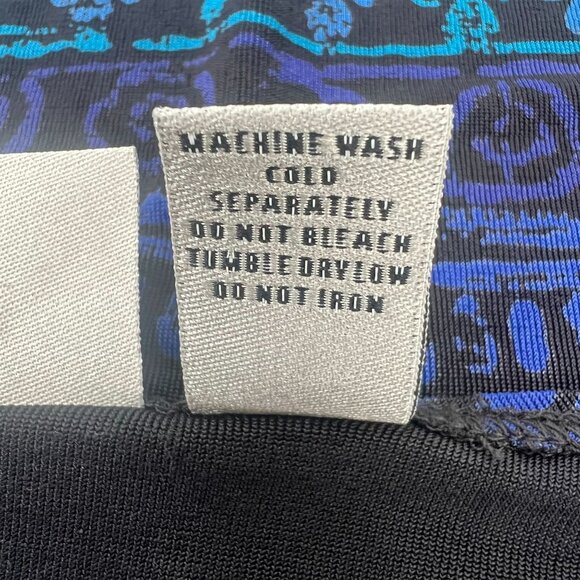 MACHINE WASH
COLD
SEPARATELY
DO NOT BLEACH
TUMBLE DRY LOW
DO NOT IRON